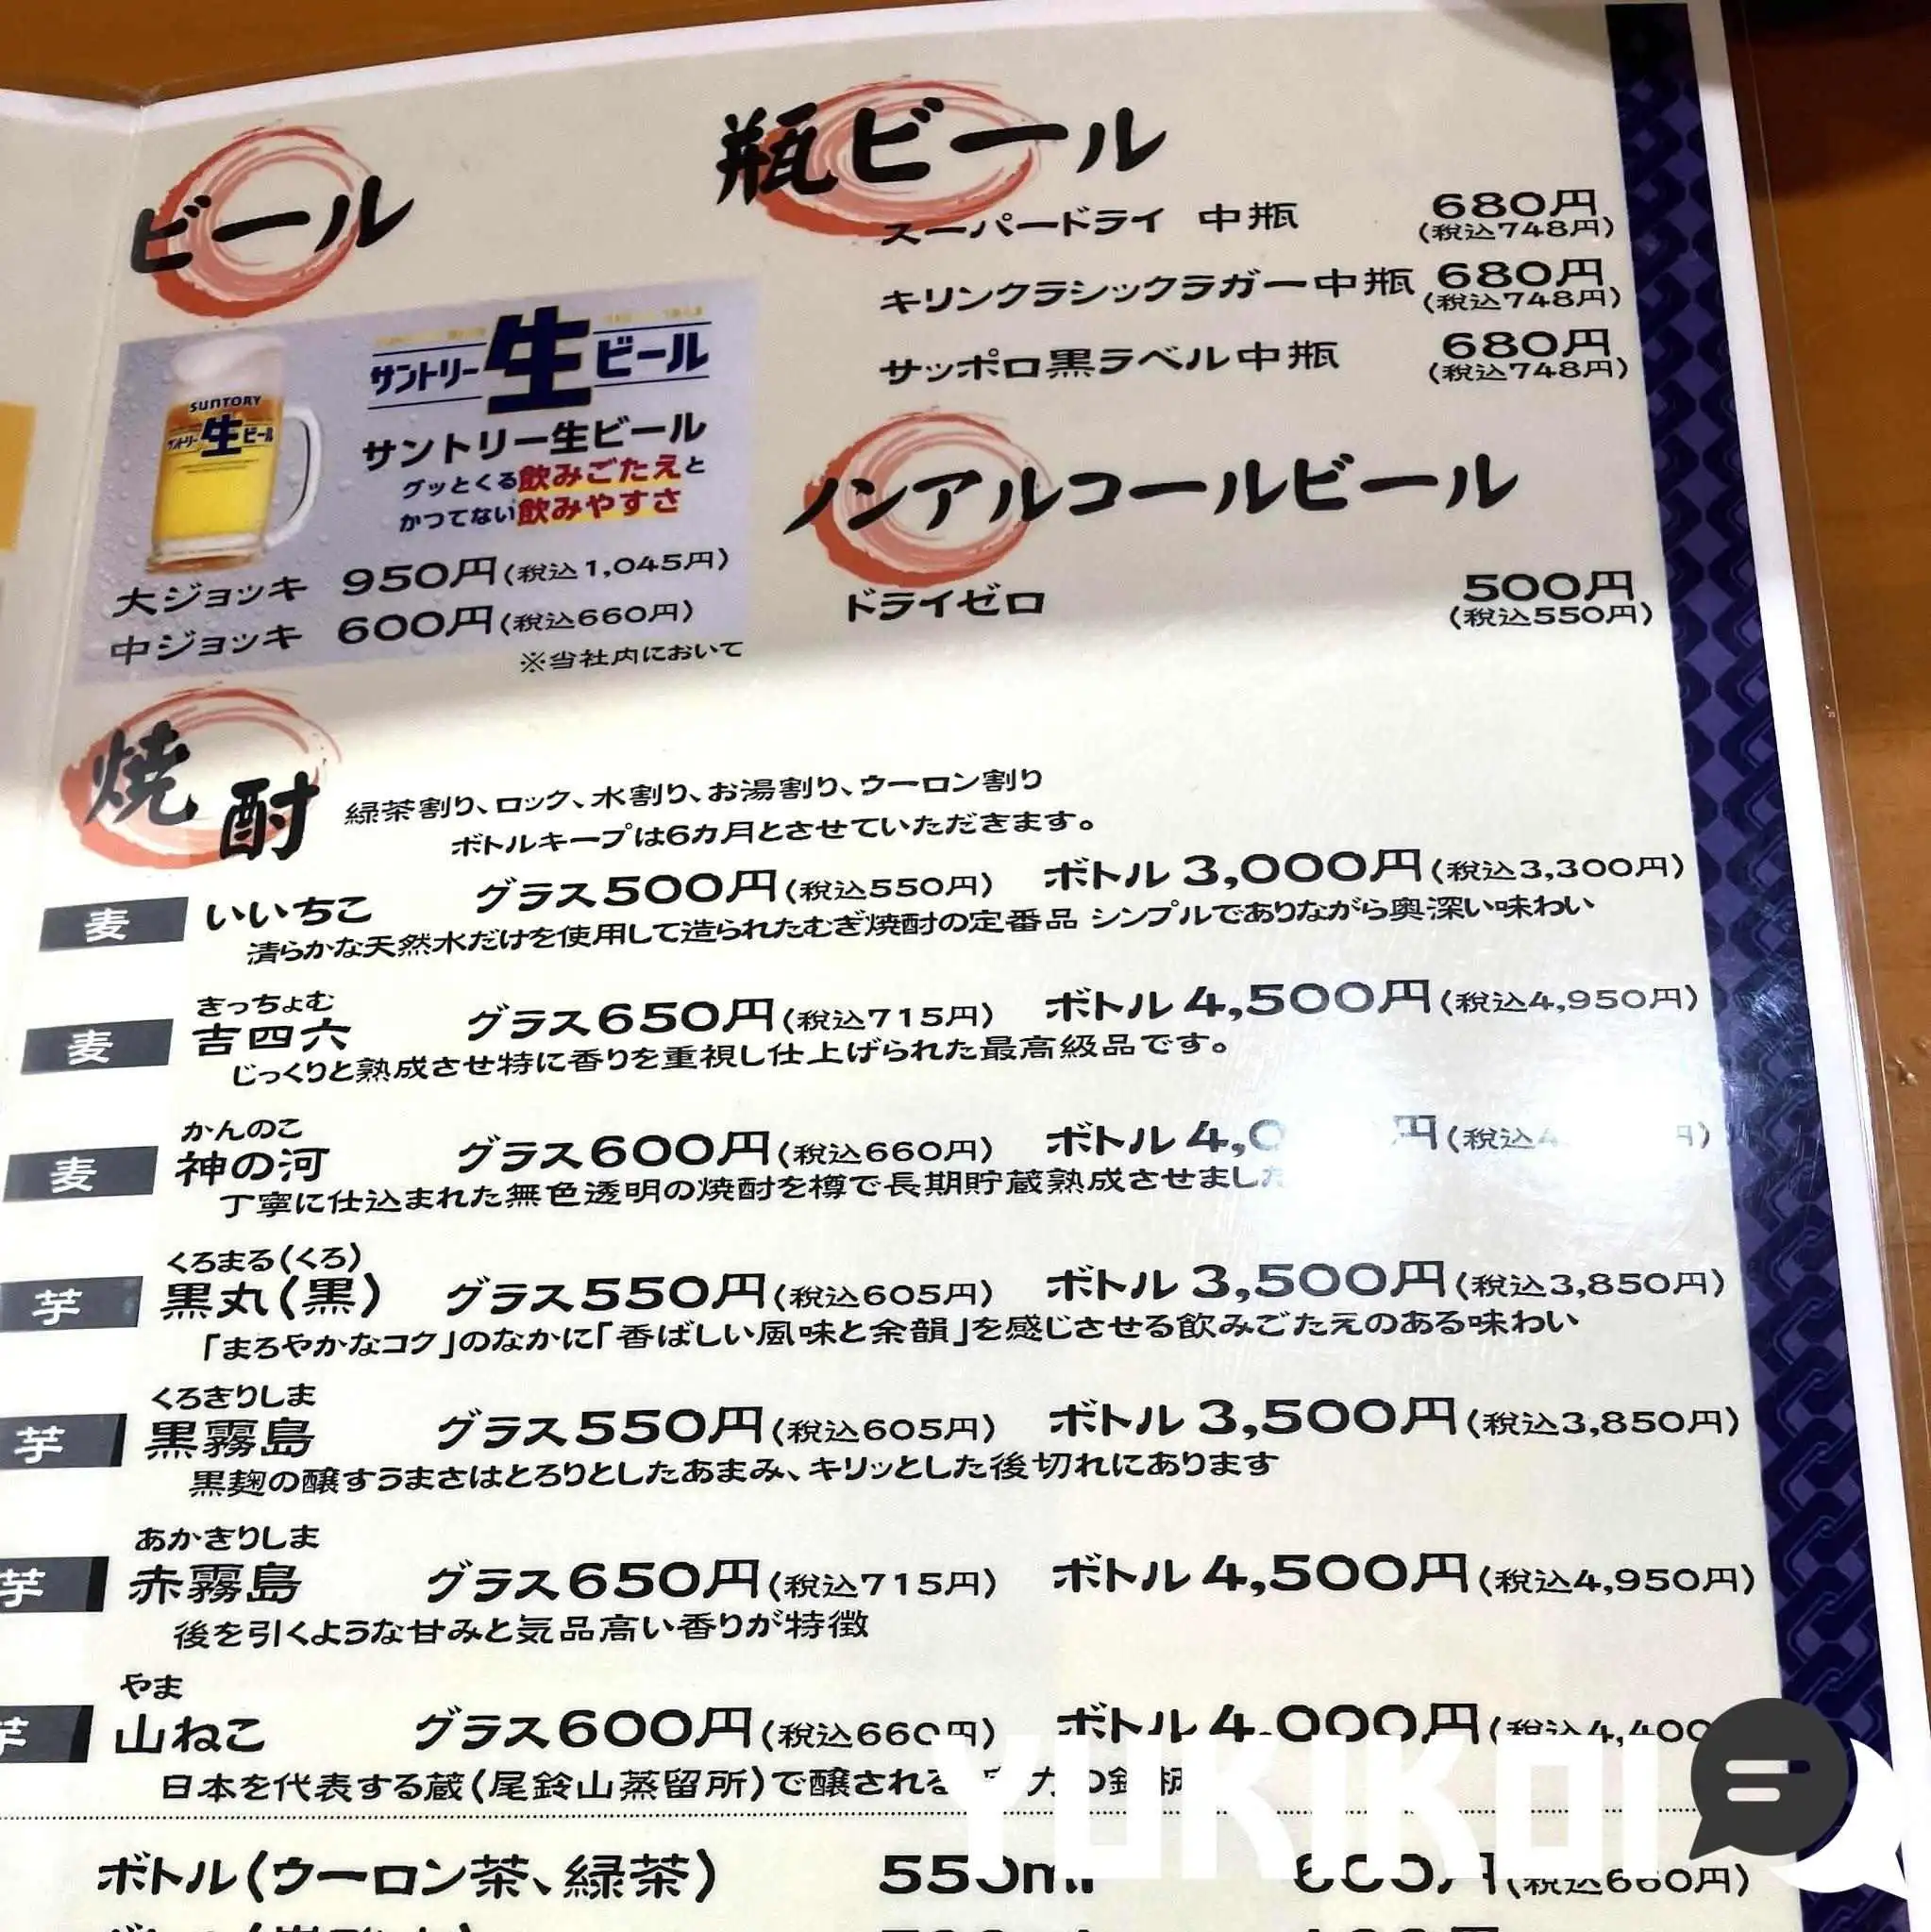 ビール
サントリー生ビール
SUNTORY
サントリー生ビール
サントリー生ビール
グッとくる飲みごたえと
かつてない飲みやすさ
大ジョッキ 950円(税込1,045円)
中ジョッキ 600円(税込660円)
※当社内において
瓶ビール
スーパードライ 中瓶 680円
(税込748円)
キリンクラシックラガー中瓶 680円
(税込748円)
サッポロ黒ラベル中瓶 680円
(税込748円)
ノンアルコールビール
ドライゼロ 500円
(税込550円)
焼酎
緑茶割り、ロック、水割り、お湯割り、ウーロン割り
ボトルキープは6カ月とさせていただきます。
麦 いいちこ グラス500円(税込550円) ボトル3,000円(税込3,300円)
清らかな天然水だけを使用して造られたむぎ焼酎の定番品 シンプルでありながら奥深い味わい
きっちょむ
麦 吉四六 グラス650円(税込715円) ボトル4,500円(税込4,950円)
じっくりと熟成させ特に香りを重視し仕上げられた最高級品です。
かんのこ
麦 神の河 グラス600円(税込660円) ボトル
丁寧に仕込まれた無色透明の焼酎を樽で長期貯蔵熟成させました
くろまる(くろ)
芋 黒丸(黒) グラス550円(税込605円) ボトル3,500円(税込3,850円)
「まろやかなコク」のなかに「香ばしい風味と余韻」を感じさせる飲みごたえのある味わい
くろきりしま
芋 黒霧島 グラス550円(税込605円) ボトル3,500円(税込3,850円)
黒麹の醸すうまさはとろりとしたあまみ、キリッとした後切れにあります
あかきりしま
芋 赤霧島 グラス650円(税込715円) ボトル4,500円(税込4,950円)
後を引くような甘みと気品高い香りが特徴
やま
芋 山ねこ グラス600円(税込660円) ボトル4,000円(税込4,400
日本を代表する蔵(尾鈴山蒸留所)で醸される
ボトル(ウーロン茶、緑茶) 550ml 600円(税込660円)
YUKIKOI